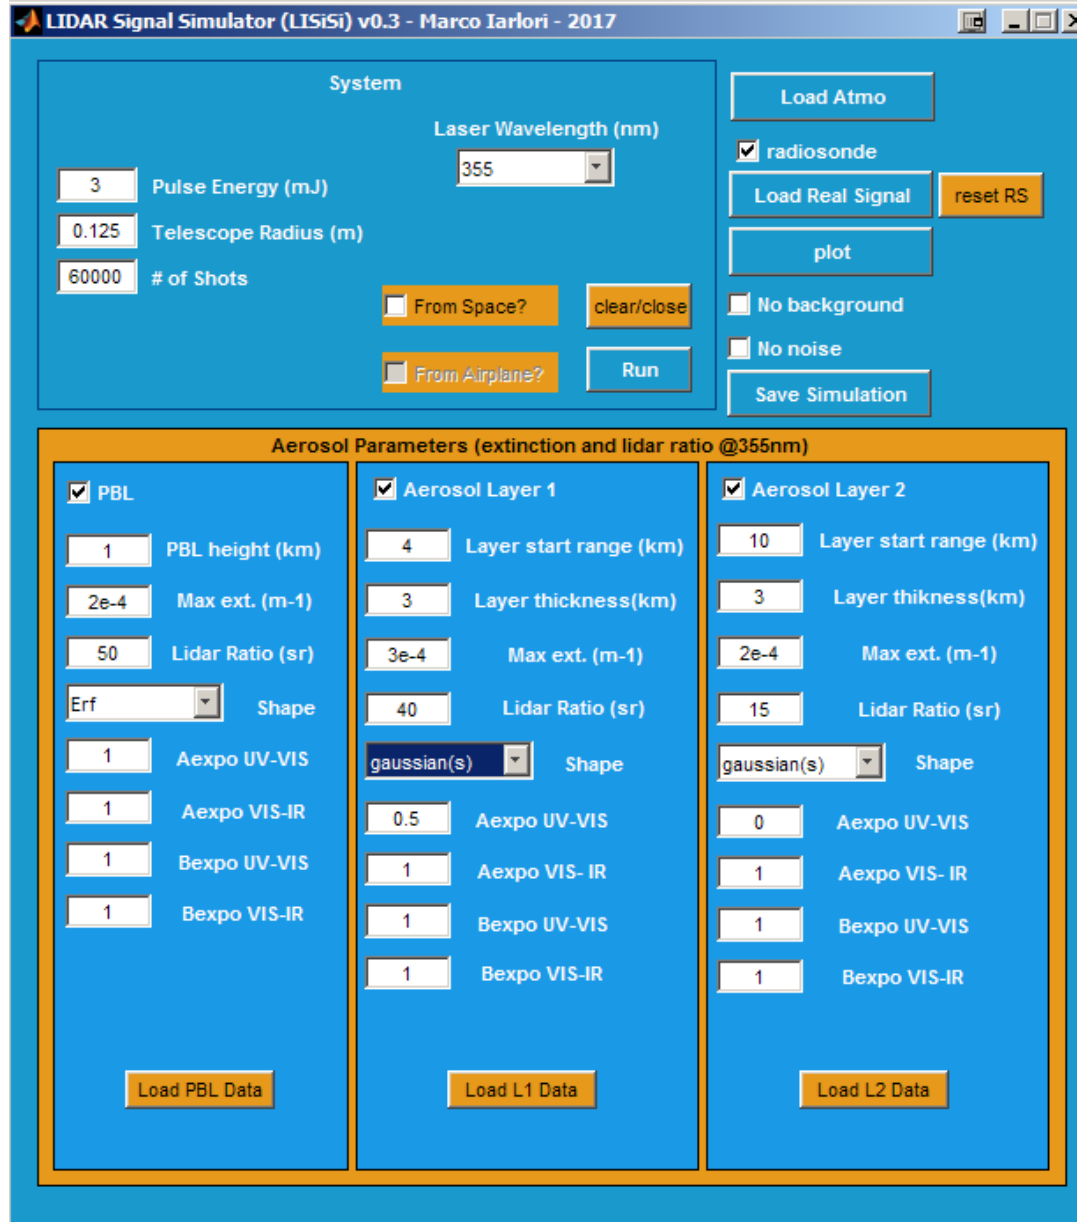 LIDAR Signal Simulator (LISiSi) v0.3 - Marco Iarlori - 2017
System
Laser Wavelength (nm)
355
3 Pulse Energy (mJ)
0.125 Telescope Radius (m)
60000 # of Shots
From Space?
clear/close
From Airplane?
Run
Load Atmo
radiosonde
Load Real Signal
reset RS
plot
No background
No noise
Save Simulation
Aerosol Parameters (extinction and lidar ratio @355nm)
PBL
1 PBL height (km)
2e-4 Max ext. (m-1)
50 Lidar Ratio (sr)
Erf Shape
1 Aexpo UV-VIS
1 Aexpo VIS-IR
1 Bexpo UV-VIS
1 Bexpo VIS-IR
Load PBL Data
Aerosol Layer 1
4 Layer start range (km)
3 Layer thickness(km)
3e-4 Max ext. (m-1)
40 Lidar Ratio (sr)
gaussian(s) Shape
0.5 Aexpo UV-VIS
1 Aexpo VIS- IR
1 Bexpo UV-VIS
1 Bexpo VIS-IR
Load L1 Data
Aerosol Layer 2
10 Layer start range (km)
3 Layer thikness(km)
2e-4 Max ext. (m-1)
15 Lidar Ratio (sr)
gaussian(s) Shape
0 Aexpo UV-VIS
1 Aexpo VIS- IR
1 Bexpo UV-VIS
1 Bexpo VIS-IR
Load L2 Data